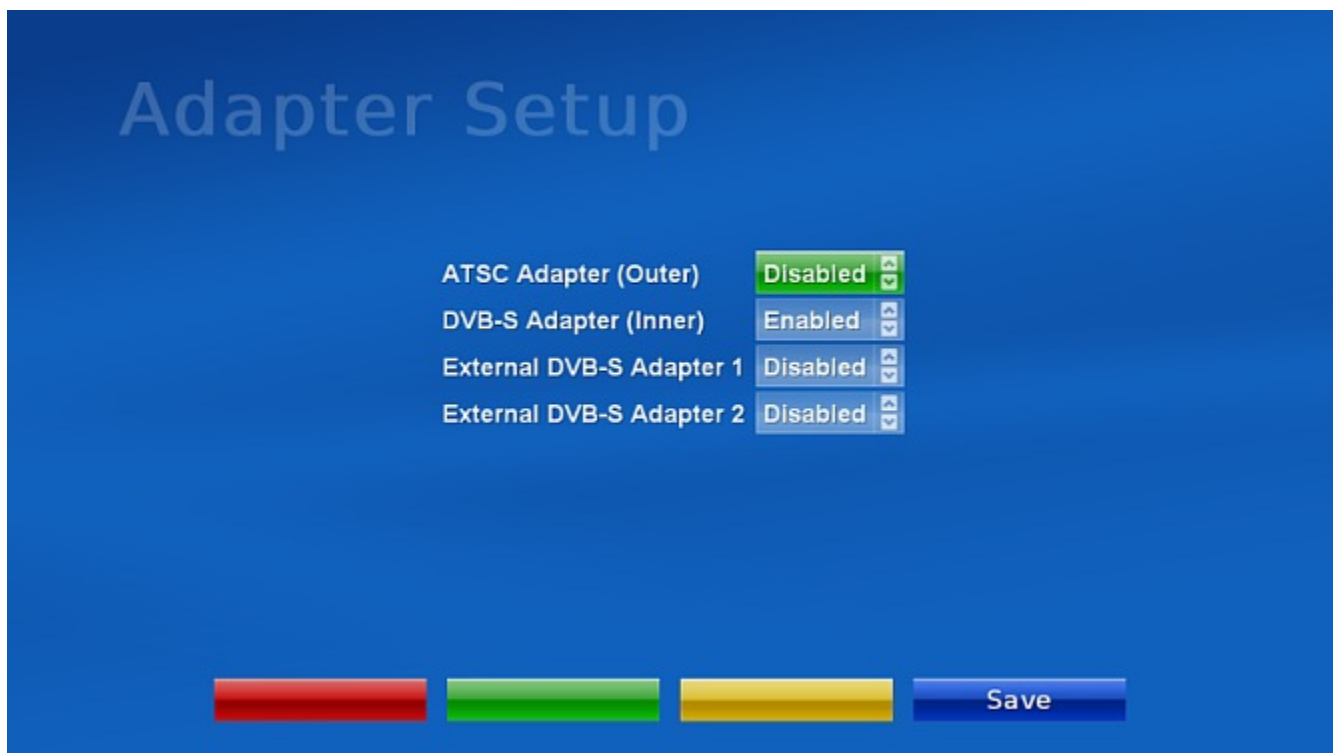 Adapter Setup
ATSC Adapter (Outer) Disabled
DVB-S Adapter (Inner) Enabled
External DVB-S Adapter 1 Disabled
External DVB-S Adapter 2 Disabled
Save